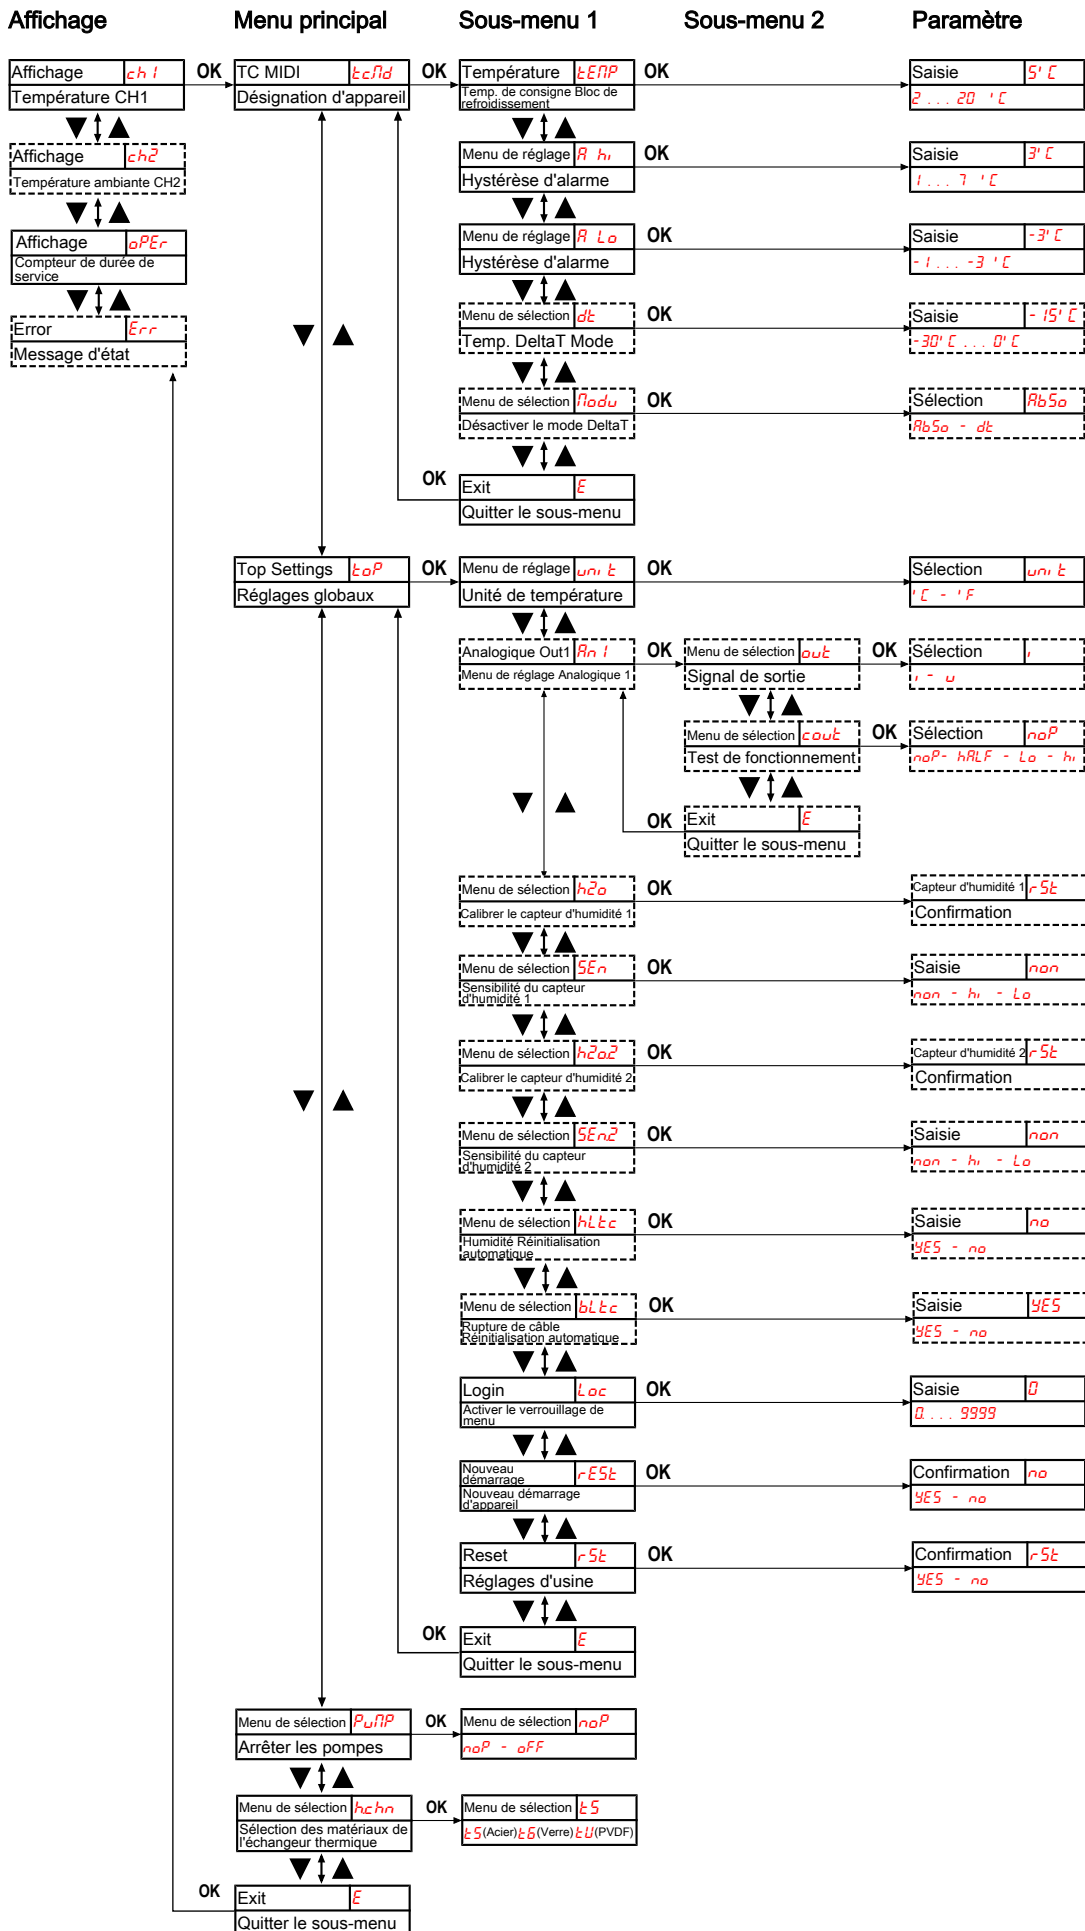 Affichage Menu principal Sous-menu 1 Sous-menu 2 Paramètre
Affichage ch1 OK TC MIDI tc.Md OK Température tEMP OK Saisie 5°C
Température CH1 Désignation d'appareil Temp. de consigne Bloc de 2 ... 20 °C
refroidissement
Affichage ch2 Menu de réglage A hi OK Saisie 3°C
Température ambiante CH2 Hystérèse d'alarme 1 ... 7 °C
Affichage oPEr Menu de réglage A Lo OK Saisie -3°C
Compteur de durée de Hystérèse d'alarme -1 ... -3 °C
service
Error Err Menu de sélection dt OK Saisie -15°C
Message d'état Temp. DeltaT Mode -30°C ... 0°C
Menu de sélection Modu OK Sélection AbSo
Désactiver le mode DeltaT AbSo - dt
OK Exit E
Quitter le sous-menu
Top Settings toP OK Menu de réglage unit OK Sélection unit
Réglages globaux Unité de température °C - °F
Analogique Out1 An1 OK Menu de sélection out OK Sélection i
Menu de réglage Analogique 1 Signal de sortie i - u
Menu de sélection cout OK Sélection noP
Test de fonctionnement noP - hALF - Lo - hi
OK Exit E
Quitter le sous-menu
Menu de sélection h2o OK Capteur d'humidité 1 rSt
Calibrer le capteur d'humidité 1 Confirmation
Menu de sélection SEn OK Saisie non
Sensibilité du capteur non - hi - Lo
d'humidité 1
Menu de sélection h2o.2 OK Capteur d'humidité 2 rSt
Calibrer le capteur d'humidité 2 Confirmation
Menu de sélection SEn.2 OK Saisie non
Sensibilité du capteur non - hi - Lo
d'humidité 2
Menu de sélection hLtc OK Saisie no
Humidité Réinitialisation YES - no
automatique
Menu de sélection bLtc OK Saisie YES
Rupture de câble YES - no
Réinitialisation automatique
Login Loc OK Saisie 0
Activer le verrouillage de 0.... 9999
menu
Nouveau
démarrage rESt OK Confirmation no
Nouveau démarrage YES - no
d'appareil
Reset rSt OK Confirmation rSt
Réglages d'usine YES - no
OK Exit E
Quitter le sous-menu
Menu de sélection PuMP OK Menu de sélection noP
Arrêter les pompes noP - oFF
Menu de sélection h.chn OK Menu de sélection tS
Sélection des matériaux de tS(Acier) tG(Verre) tU(PVDF)
l'échangeur thermique
OK Exit E
Quitter le sous-menu